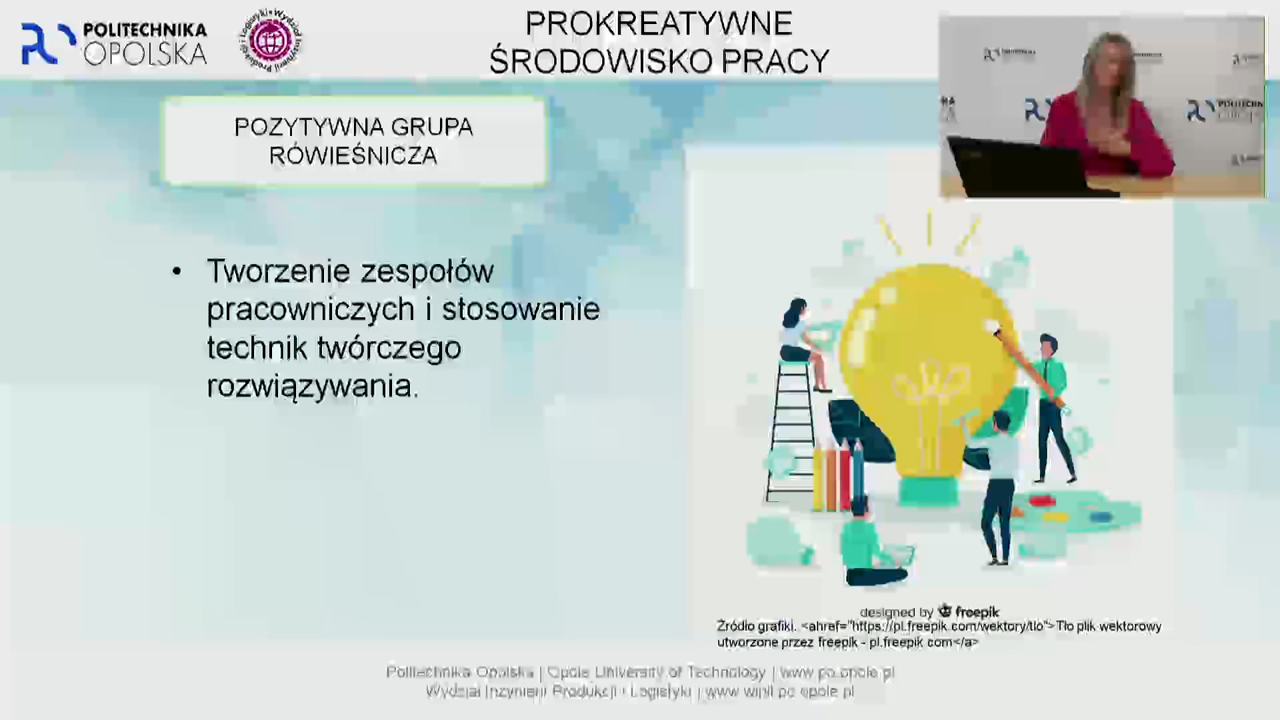 POLITECHNIKA
OPOLSKA
PROKREATYWNE
ŚRODOWISKO PRACY
POZYTYWNA GRUPA
RÓWIEŚNICZA
• Tworzenie zespołów
pracowniczych i stosowanie
technik twórczego
rozwiązywania.
designed by freepik
Źródło grafiki. <ahref="https://pl.freepik.com/wektory/tlo">Tło plik wektorowy
utworzone przez freepik - pl.freepik.com</a>
Politechnika Opolska | Opole University of Technology | www.po.opole.pl
Wydział Inżynierii Produkcji i Logistyki | www.wipil.po.opole.pl